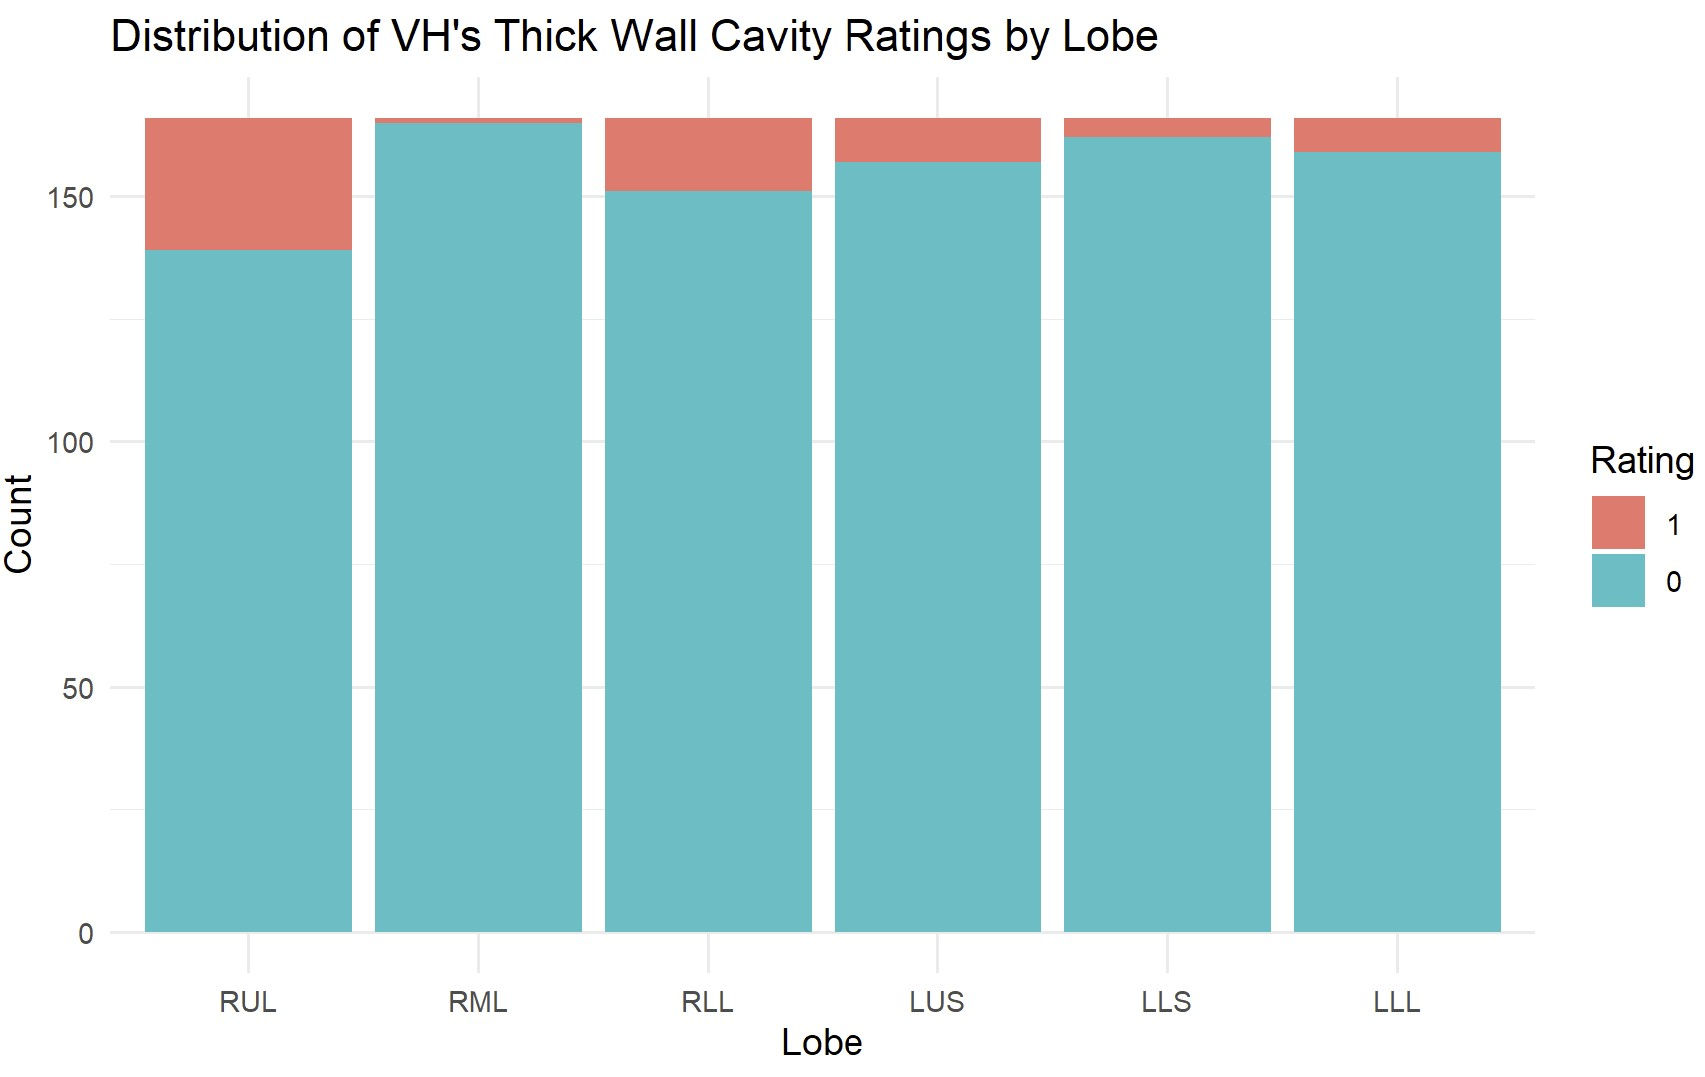 Distribution of VH's Thick Wall Cavity Ratings by Lobe
150
100
50
0
Count
RUL RML RLL LUS LLS LLL
Lobe
Rating
1
0